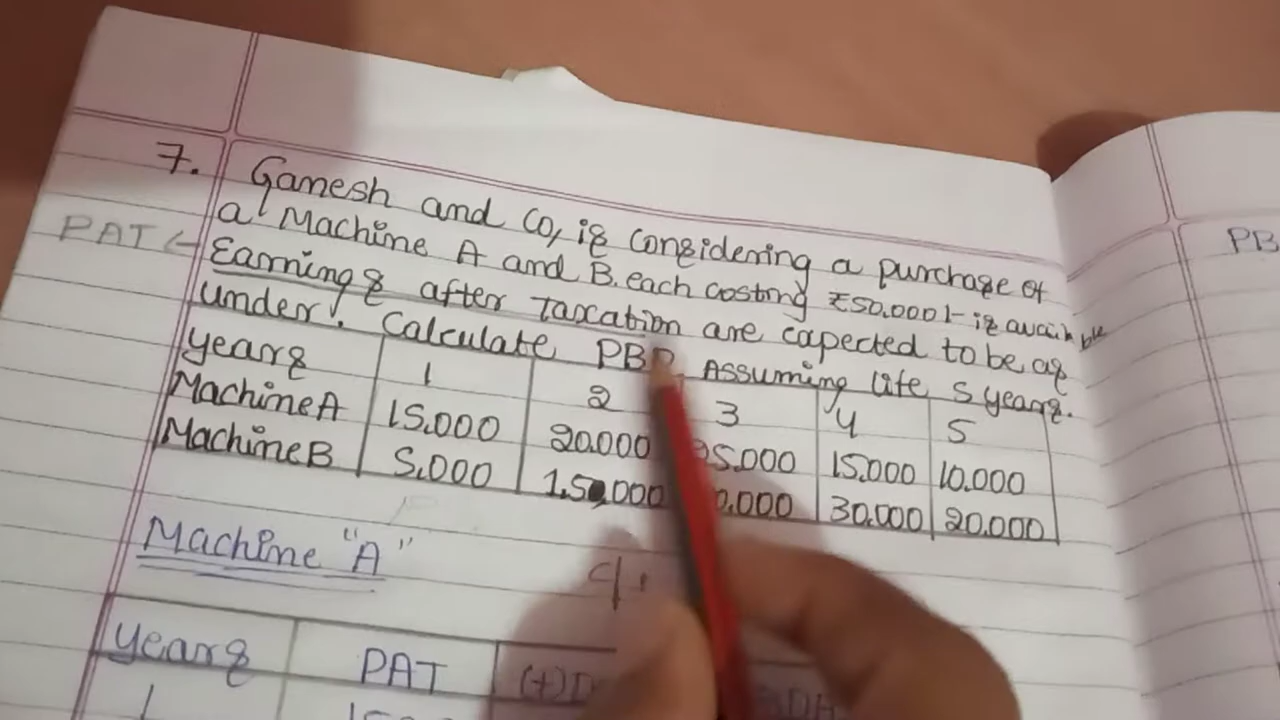 7. Ganesh and Co, is Considering a purchase of
a Machine A and B. each costing ₹50.000/- is
PAT ← Earnings after Taxation are expected to be as
under. Calculate PBP Assuming life 5 years.
years 1 2 3 4 5
Machine A 15.000 20.000 15.000 10.000
Machine B 5.000 30.000 20.000
Machine "A"
years PAT
1
PB